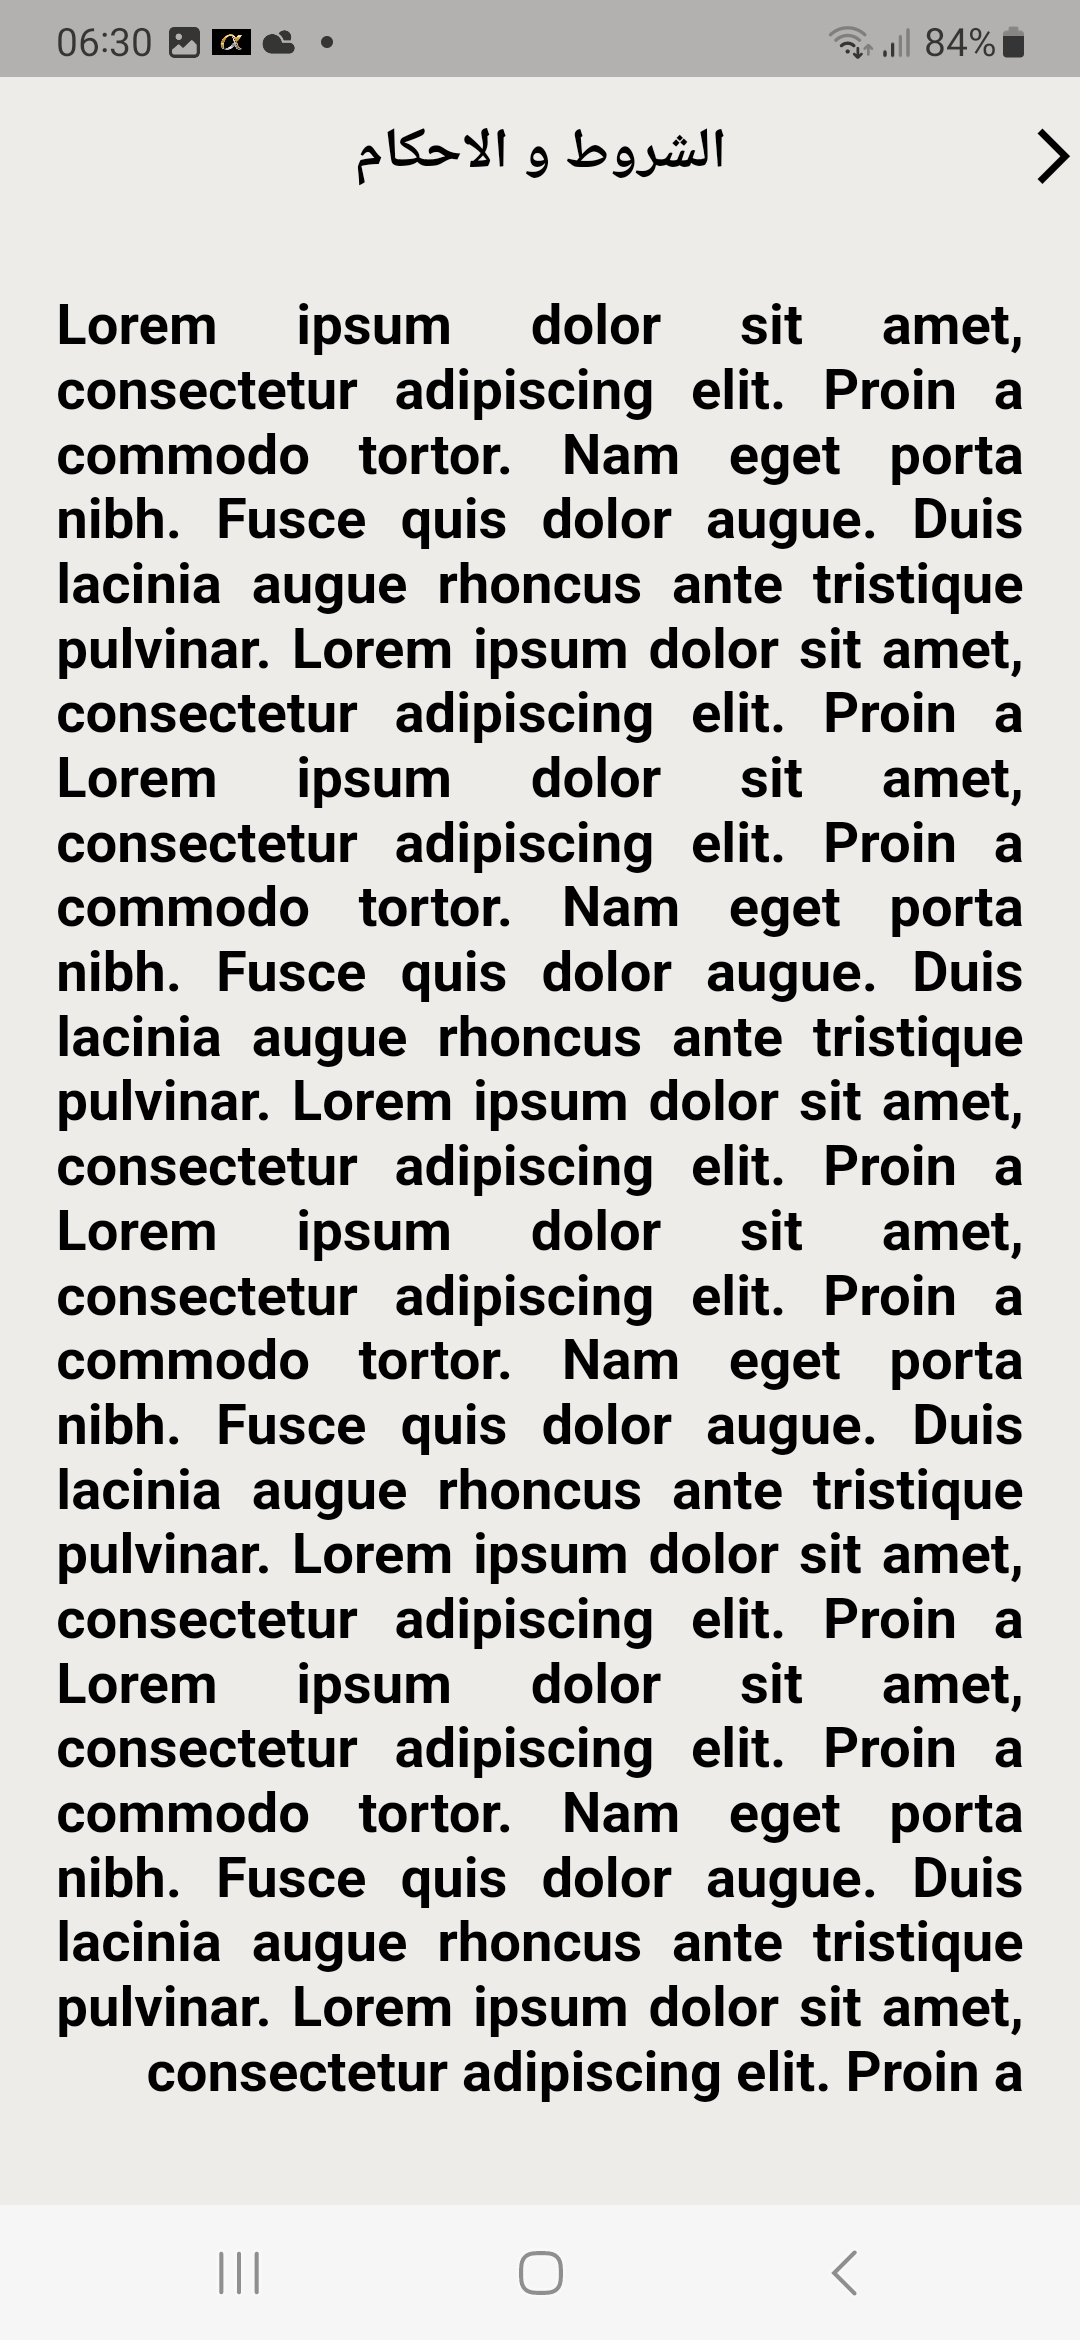 06:30
84%
الشروط و الاحكام
Lorem ipsum dolor sit amet,
consectetur adipiscing elit. Proin a
commodo tortor. Nam eget porta
nibh. Fusce quis dolor augue. Duis
lacinia augue rhoncus ante tristique
pulvinar. Lorem ipsum dolor sit amet,
consectetur adipiscing elit. Proin a
Lorem ipsum dolor sit amet,
consectetur adipiscing elit. Proin a
commodo tortor. Nam eget porta
nibh. Fusce quis dolor augue. Duis
lacinia augue rhoncus ante tristique
pulvinar. Lorem ipsum dolor sit amet,
consectetur adipiscing elit. Proin a
Lorem ipsum dolor sit amet,
consectetur adipiscing elit. Proin a
commodo tortor. Nam eget porta
nibh. Fusce quis dolor augue. Duis
lacinia augue rhoncus ante tristique
pulvinar. Lorem ipsum dolor sit amet,
consectetur adipiscing elit. Proin a
Lorem ipsum dolor sit amet,
consectetur adipiscing elit. Proin a
commodo tortor. Nam eget porta
nibh. Fusce quis dolor augue. Duis
lacinia augue rhoncus ante tristique
pulvinar. Lorem ipsum dolor sit amet,
consectetur adipiscing elit. Proin a